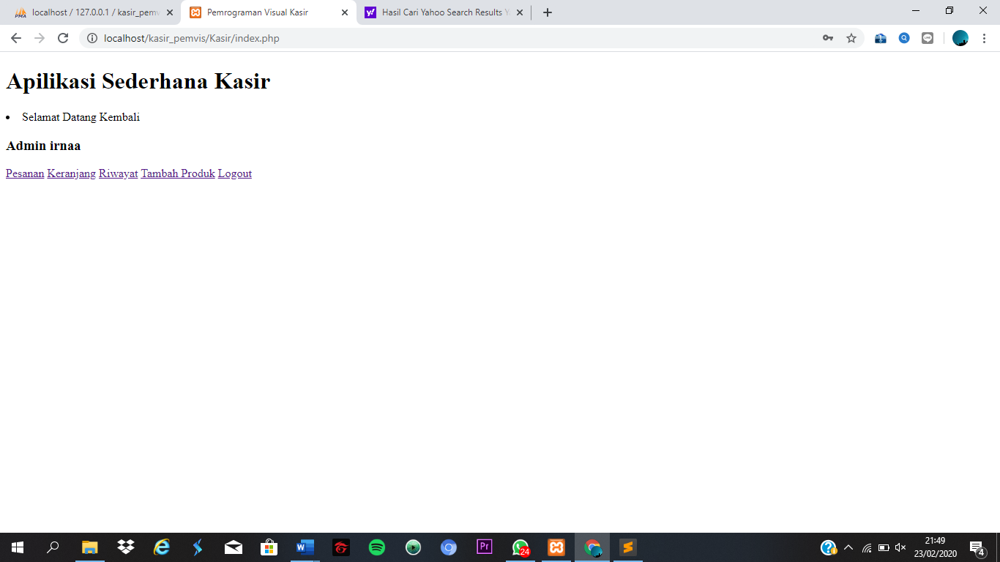 localhost / 127.0.0.1 / kasir_pemv
Pemrograman Visual Kasir
Hasil Cari Yahoo Search Results Y
localhost/kasir_pemvis/Kasir/index.php
Apilikasi Sederhana Kasir
Selamat Datang Kembali
Admin irnaa
Pesanan Keranjang Riwayat Tambah Produk Logout
24
21:49
23/02/2020
4